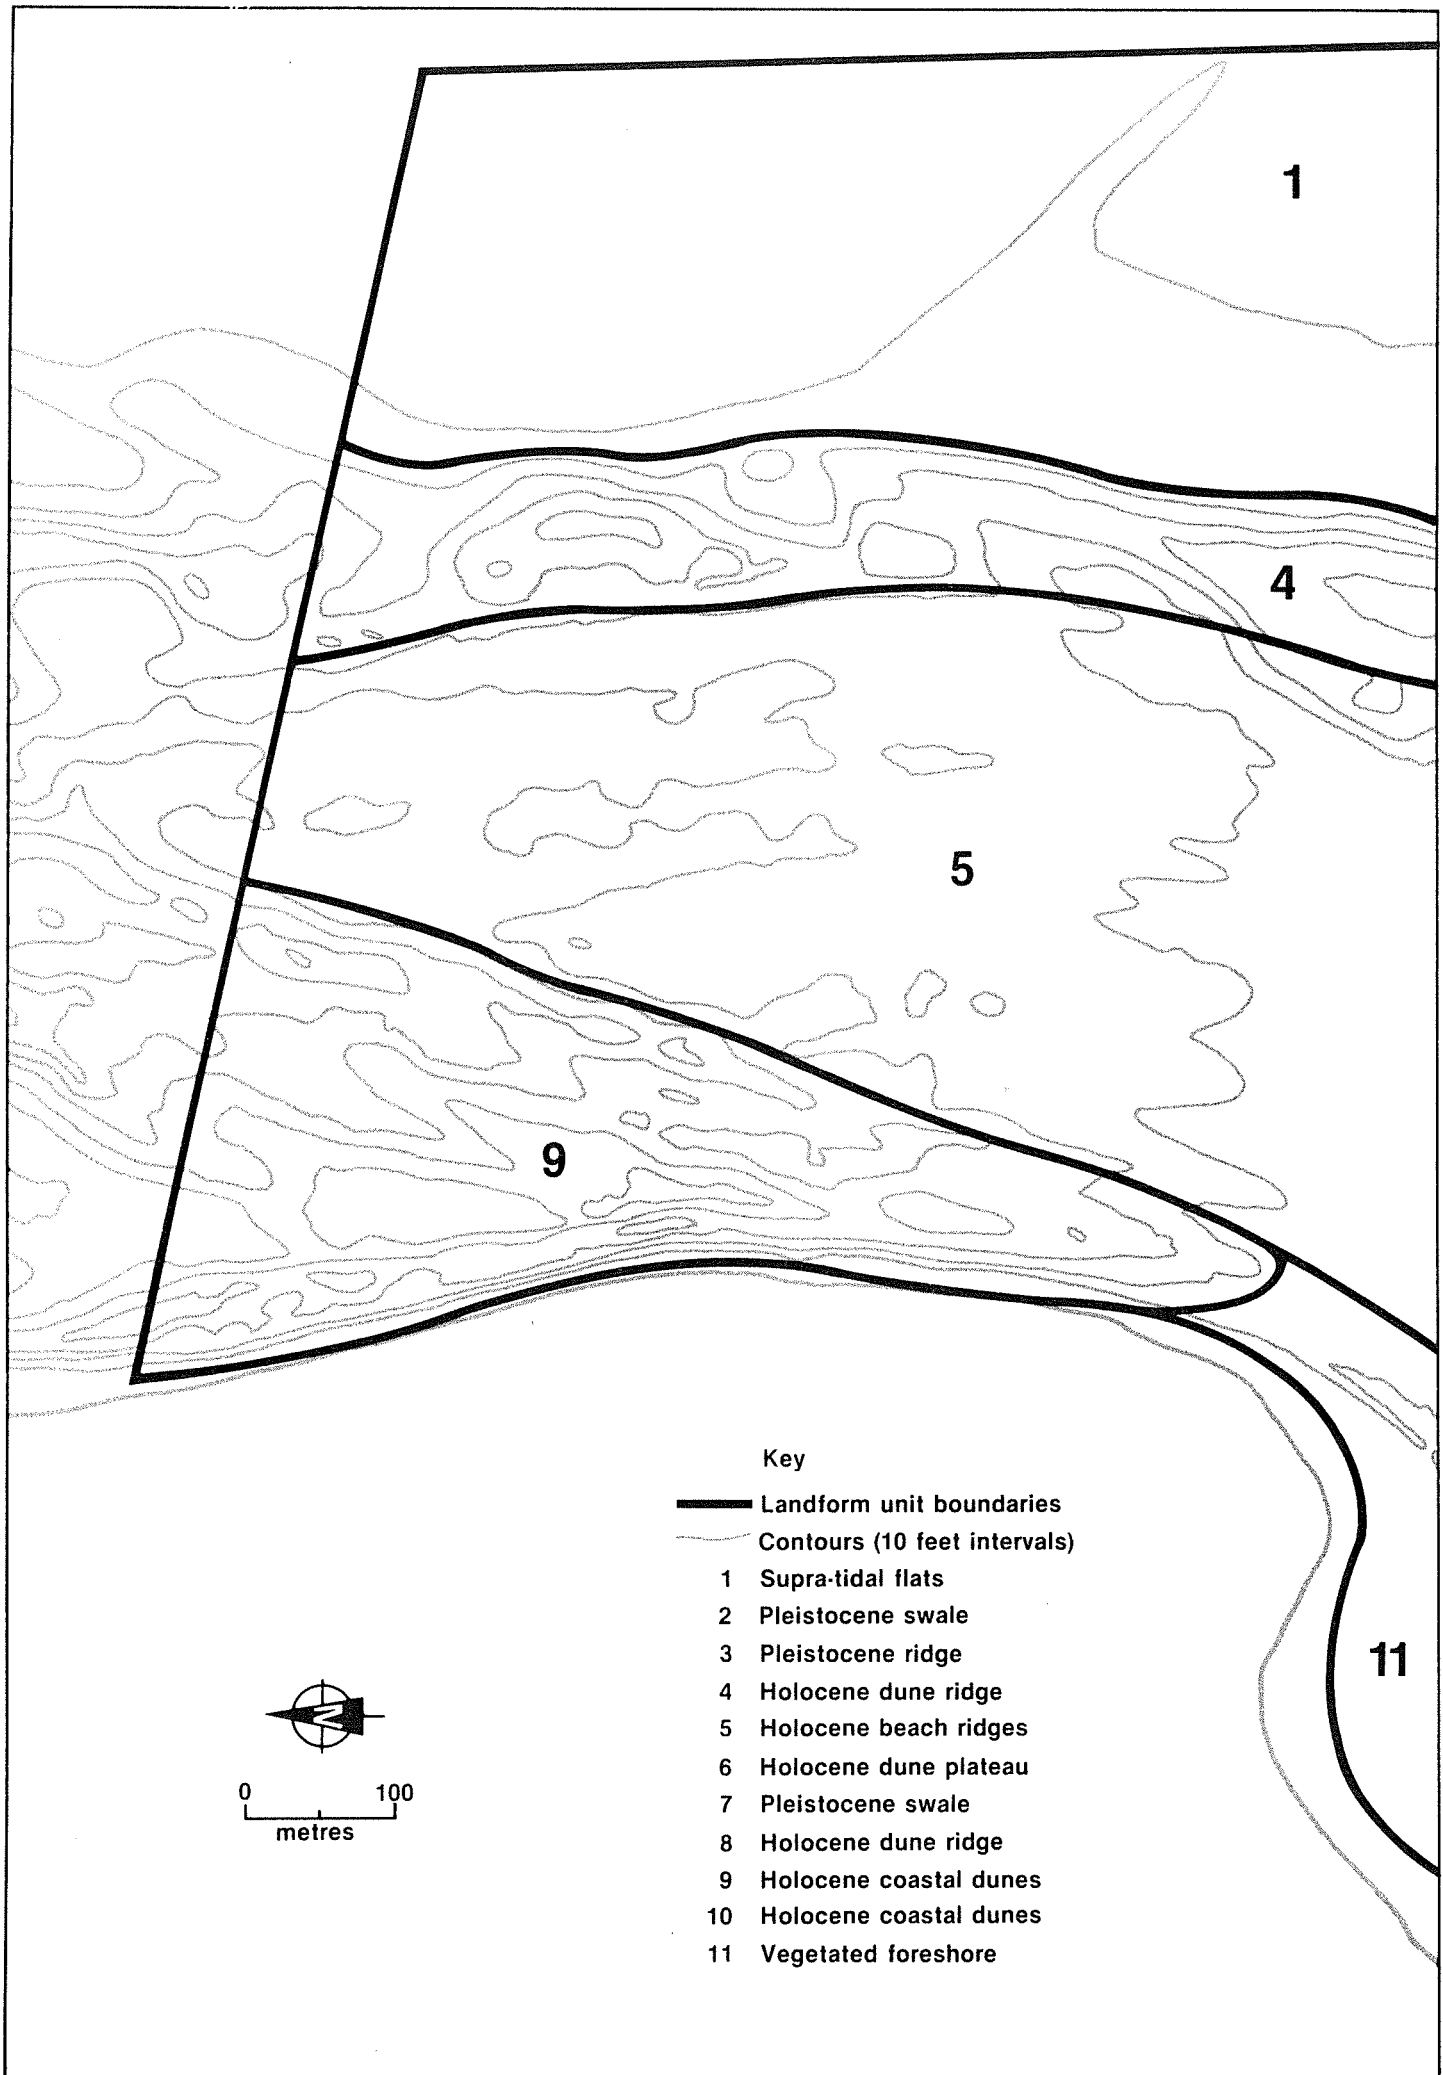 1
4
5
9
11
Key
Landform unit boundaries
Contours (10 feet intervals)
1 Supra-tidal flats
2 Pleistocene swale
3 Pleistocene ridge
4 Holocene dune ridge
5 Holocene beach ridges
6 Holocene dune plateau
7 Pleistocene swale
8 Holocene dune ridge
9 Holocene coastal dunes
10 Holocene coastal dunes
11 Vegetated foreshore
N
0 100
metres